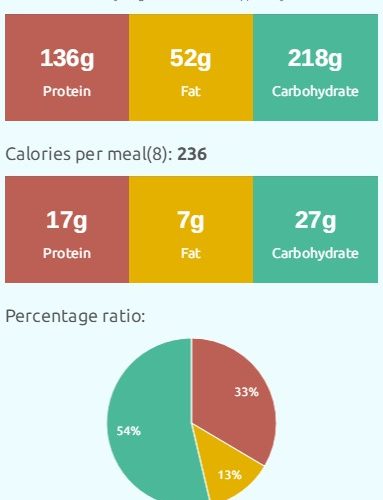 136g 52g 218g
Protein Fat Carbohydrate
Calories per meal(8): 236
17g 7g 27g
Protein Fat Carbohydrate
Percentage ratio:
33%
54%
13%